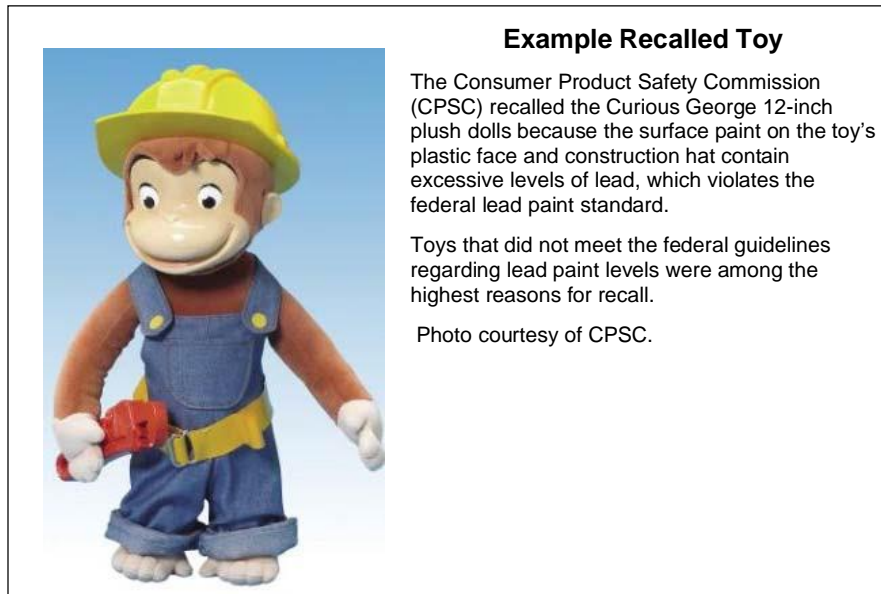 Example Recalled Toy
The Consumer Product Safety Commission
(CPSC) recalled the Curious George 12-inch
plush dolls because the surface paint on the toy's
plastic face and construction hat contain
excessive levels of lead, which violates the
federal lead paint standard.
Toys that did not meet the federal guidelines
regarding lead paint levels were among the
highest reasons for recall.
Photo courtesy of CPSC.